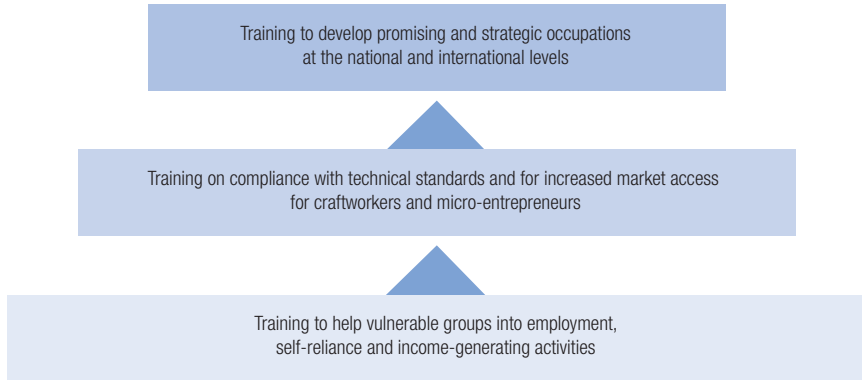 Training to develop promising and strategic occupations
at the national and international levels
Training on compliance with technical standards and for increased market access
for craftworkers and micro-entrepreneurs
Training to help vulnerable groups into employment,
self-reliance and income-generating activities